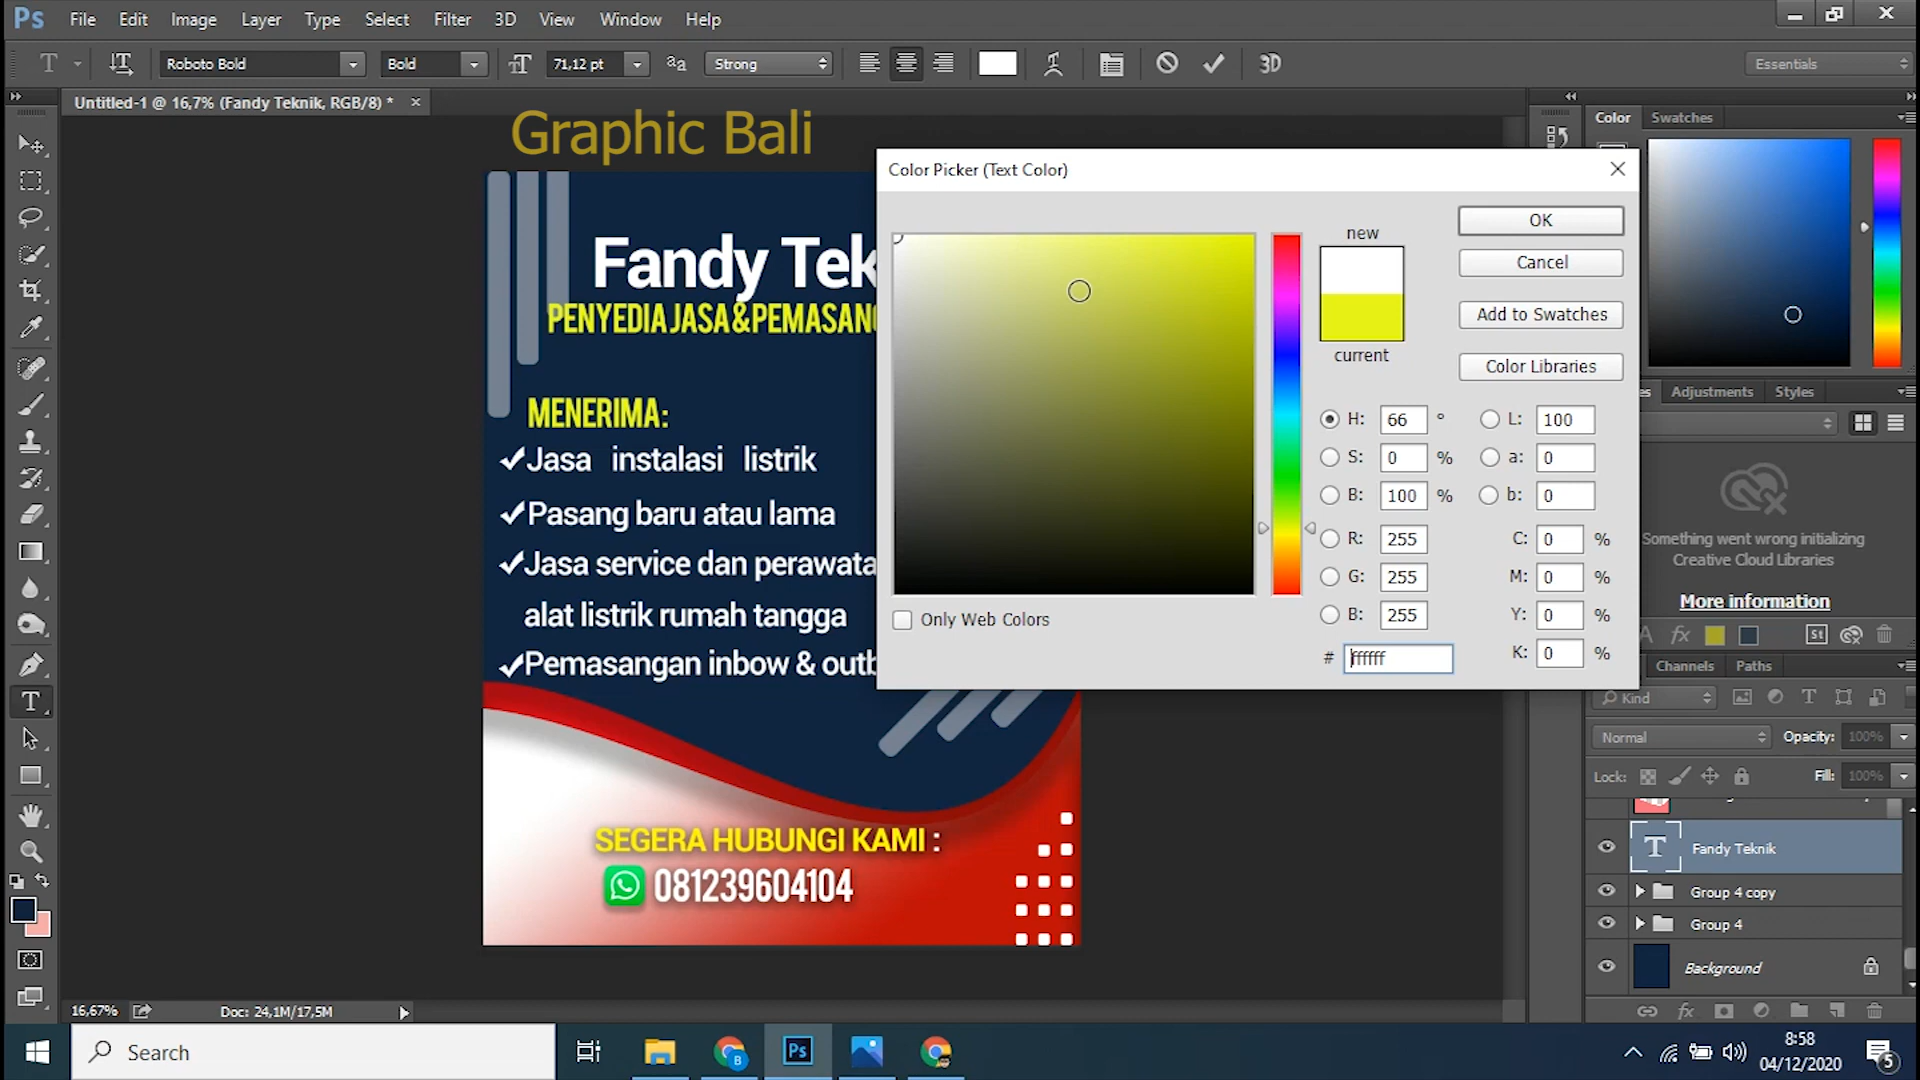 Ps File Edit Image Layer Type Select Filter 3D View Window Help
Roboto Bold Bold 71,12 pt Strong 3D Essentials
Untitled-1 @ 16,7% (Fandy Teknik, RGB/8) *
Graphic Bali
Fandy Tek
PENYEDIA JASA & PEMASANG
MENERIMA:
Jasa instalasi listrik
Pasang baru atau lama
Jasa service dan perawata
alat listrik rumah tangga
Pemasangan inbow & outb
SEGERA HUBUNGI KAMI :
081239604104
Color Picker (Text Color)
new
current
OK
Cancel
Add to Swatches
Color Libraries
H: 66 ° L: 100
S: 0 % a: 0
B: 100 % b: 0
R: 255 C: 0 %
G: 255 M: 0 %
B: 255 Y: 0 %
# ffffff K: 0 %
Only Web Colors
Color Swatches
Adjustments Styles
Something went wrong initializing
Creative Cloud Libraries
More information
fx St
Channels Paths
Kind
Normal Opacity: 100%
Lock: Fill: 100%
Fandy Teknik
Group 4 copy
Group 4
Background
fx
16,67% Doc: 24,1M/17,5M
Search
Ps
8:58
04/12/2020
5